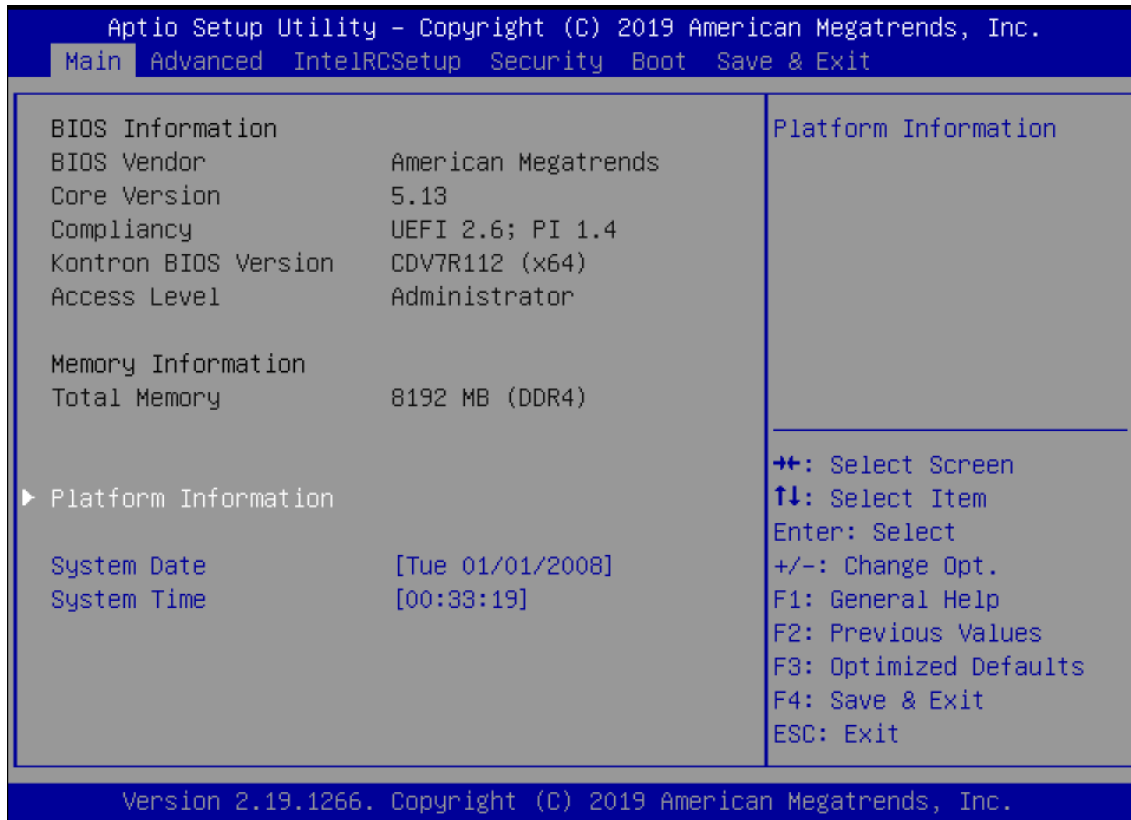 Aptio Setup Utility – Copyright (C) 2019 American Megatrends, Inc.
Main Advanced IntelRCSetup Security Boot Save & Exit
BIOS Information
BIOS Vendor American Megatrends
Core Version 5.13
Compliancy UEFI 2.6; PI 1.4
Kontron BIOS Version CDV7R112 (x64)
Access Level Administrator
Memory Information
Total Memory 8192 MB (DDR4)
▶ Platform Information
System Date [Tue 01/01/2008]
System Time [00:33:19]
Platform Information
→←: Select Screen
↑↓: Select Item
Enter: Select
+/-: Change Opt.
F1: General Help
F2: Previous Values
F3: Optimized Defaults
F4: Save & Exit
ESC: Exit
Version 2.19.1266. Copyright (C) 2019 American Megatrends, Inc.